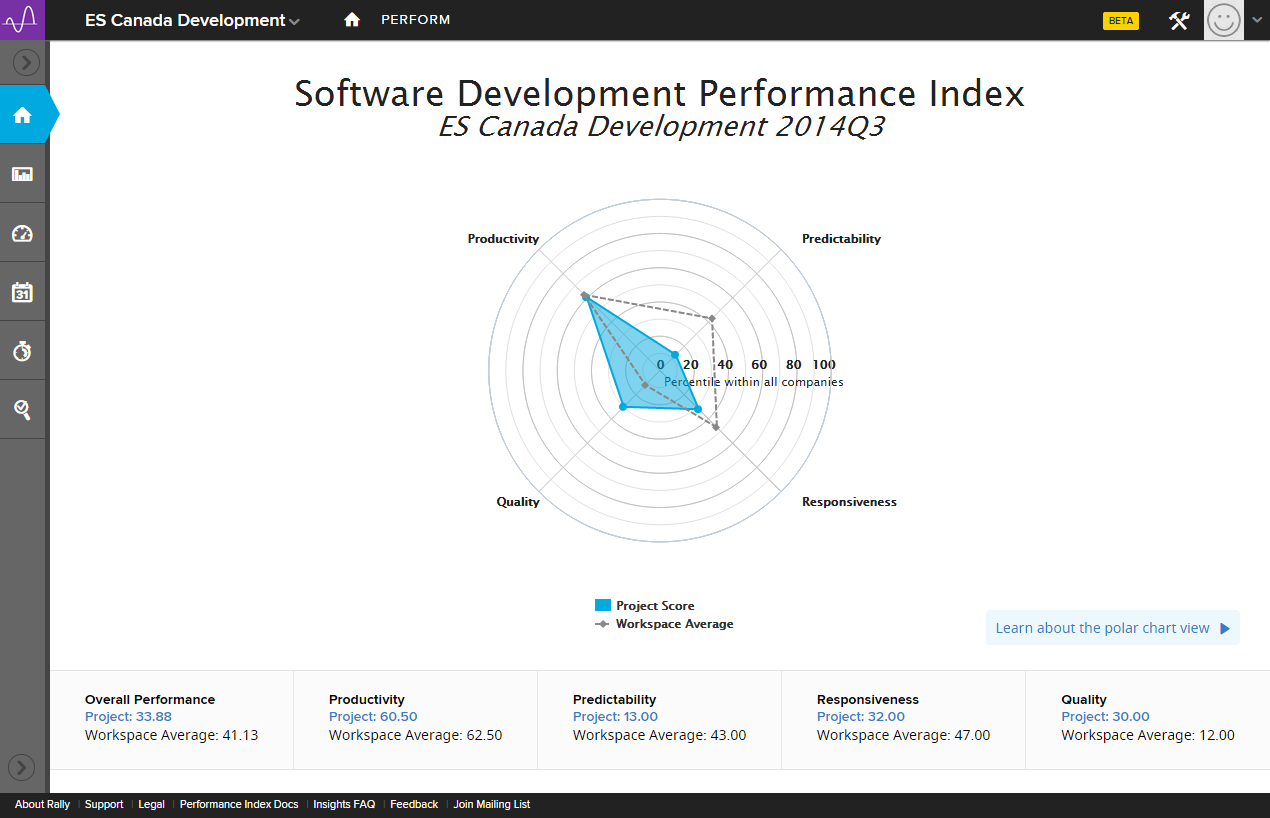 ES Canada Development
PERFORM
BETA
Software Development Performance Index
ES Canada Development 2014Q3
Productivity
Predictability
0 20 40 60 80 100
Percentile within all companies
Quality
Responsiveness
31
Project Score
Workspace Average
Learn about the polar chart view
Overall Performance
Project: 33.88
Workspace Average: 41.13
Productivity
Project: 60.50
Workspace Average: 62.50
Predictability
Project: 13.00
Workspace Average: 43.00
Responsiveness
Project: 32.00
Workspace Average: 47.00
Quality
Project: 30.00
Workspace Average: 12.00
About Rally Support Legal Performance Index Docs Insights FAQ Feedback Join Mailing List